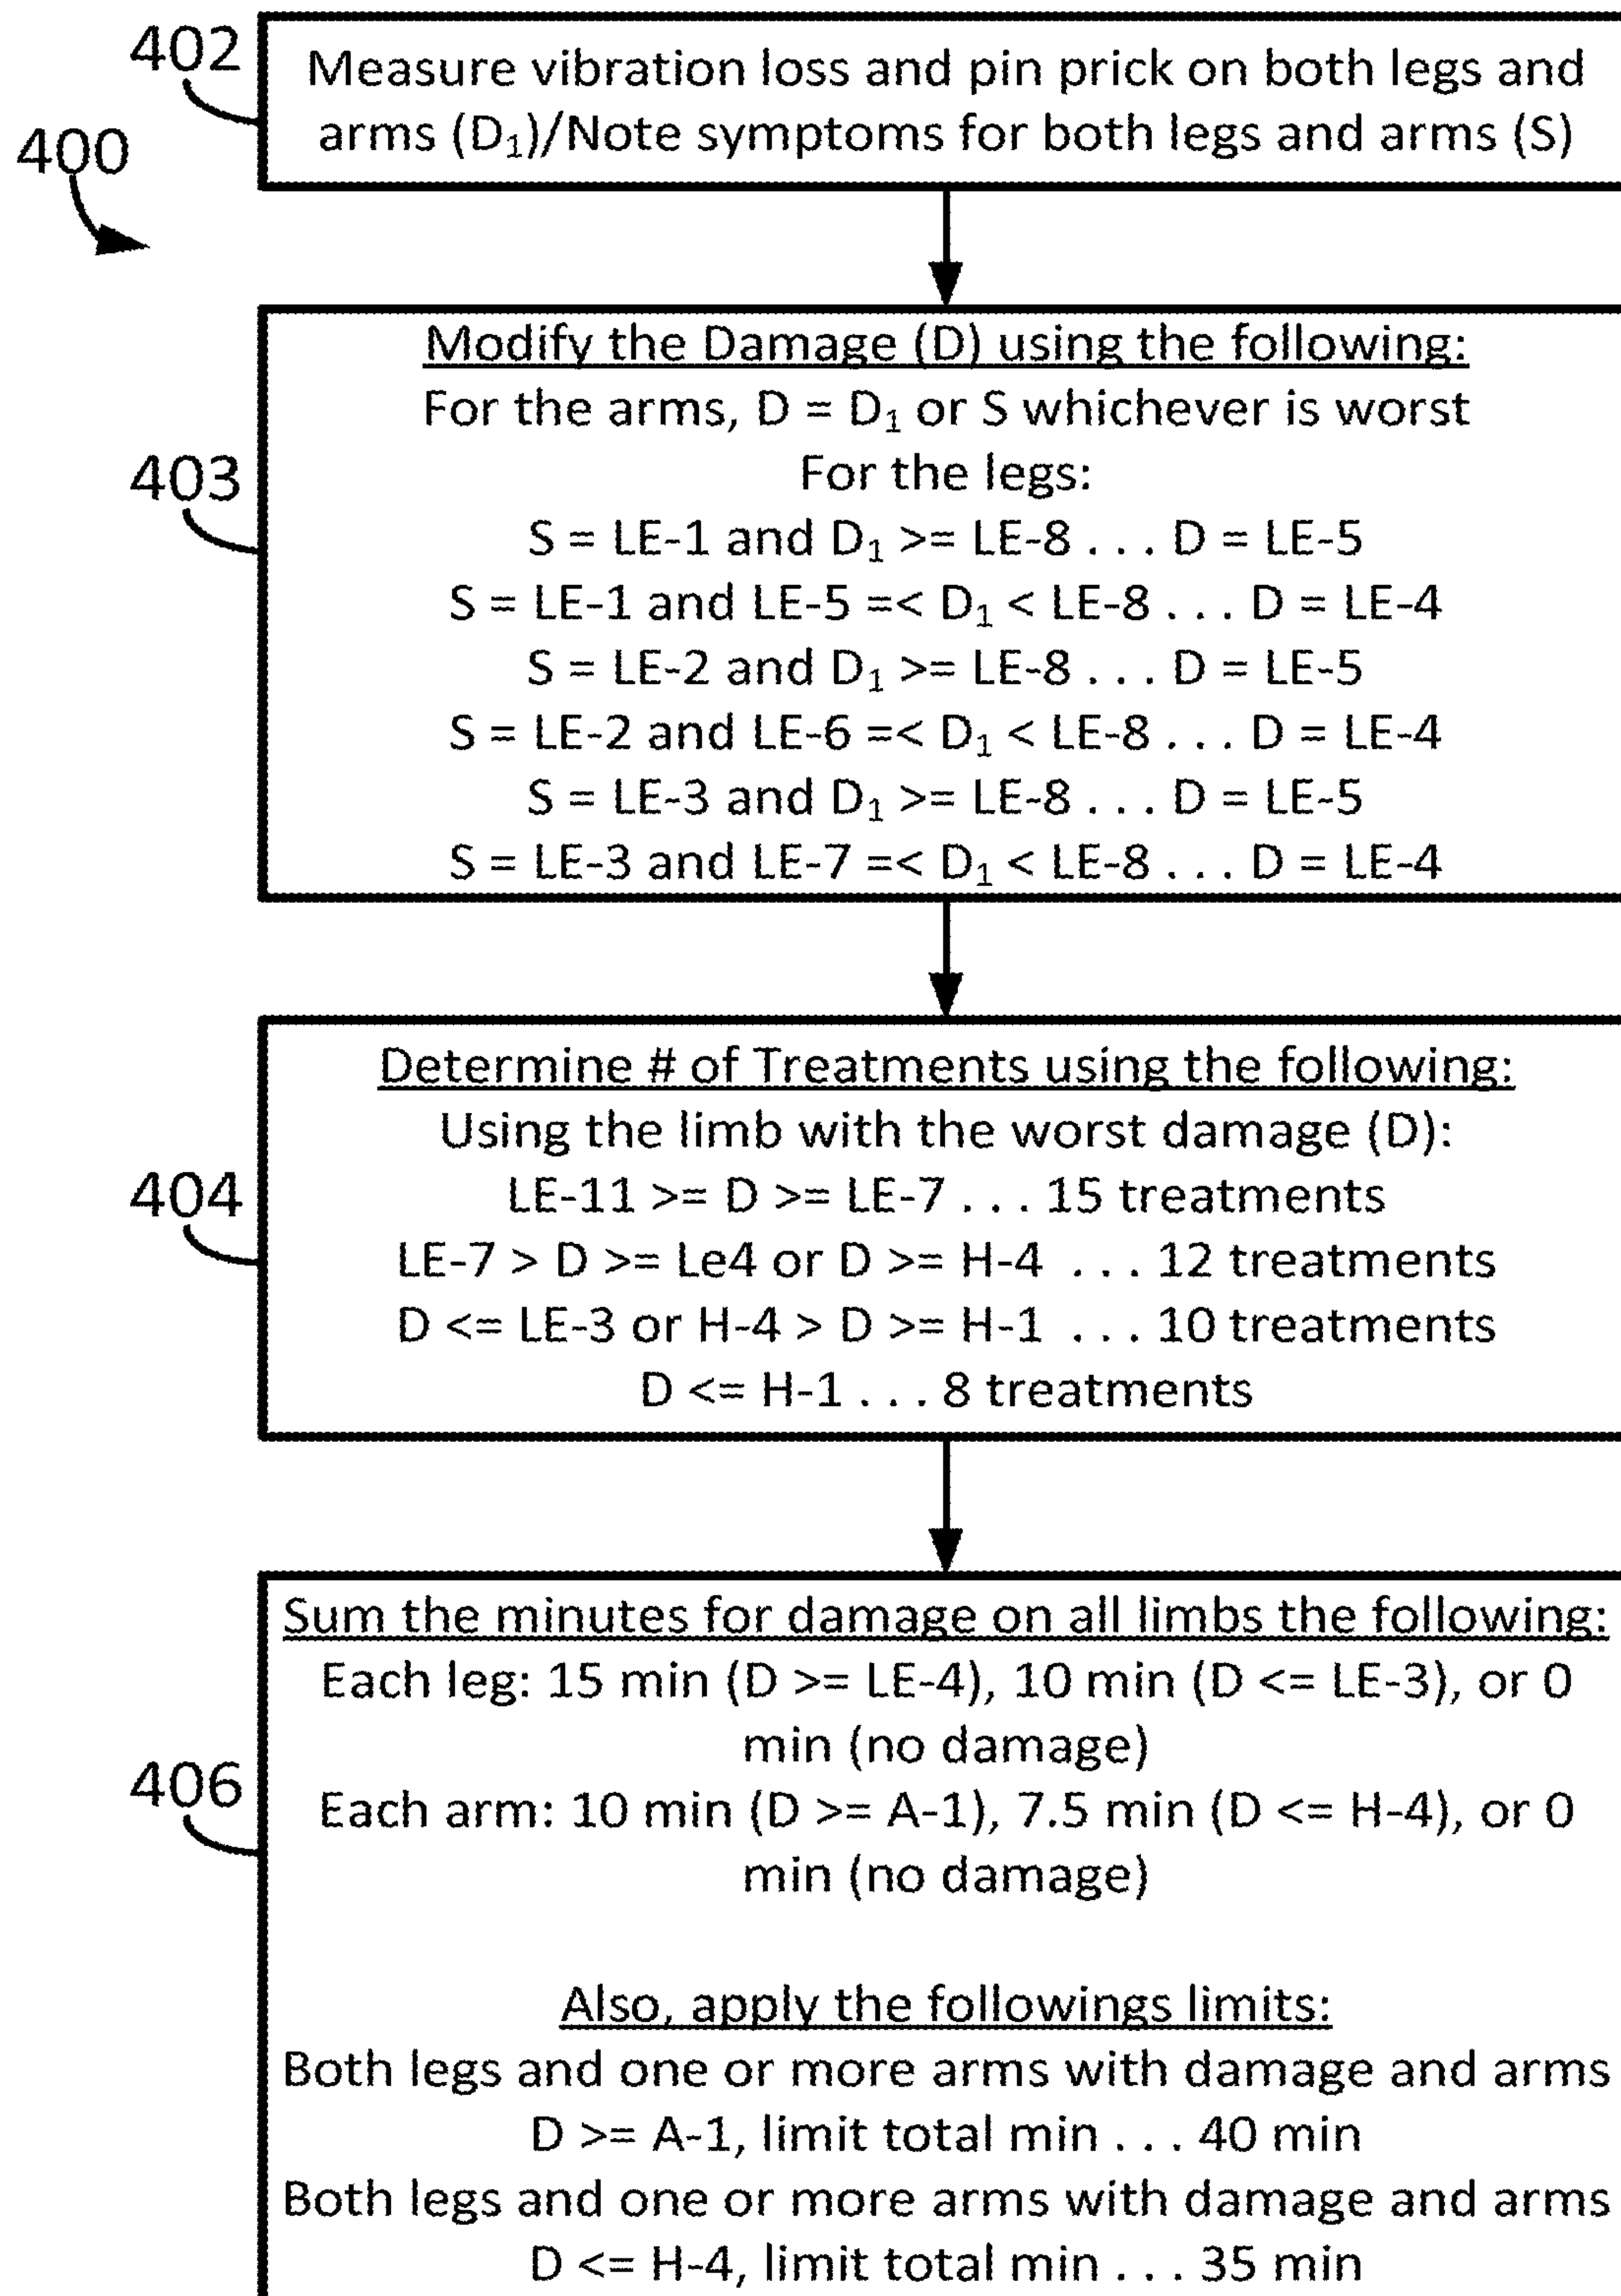 402
Measure vibration loss and pin prick on both legs and
arms (D₁)/Note symptoms for both legs and arms (S)
400
403
Modify the Damage (D) using the following:
For the arms, D = D₁ or S whichever is worst
For the legs:
S = LE-1 and D₁ >= LE-8 . . . D = LE-5
S = LE-1 and LE-5 =< D₁ < LE-8 . . . D = LE-4
S = LE-2 and D₁ >= LE-8 . . . D = LE-5
S = LE-2 and LE-6 =< D₁ < LE-8 . . . D = LE-4
S = LE-3 and D₁ >= LE-8 . . . D = LE-5
S = LE-3 and LE-7 =< D₁ < LE-8 . . . D = LE-4
404
Determine # of Treatments using the following:
Using the limb with the worst damage (D):
LE-11 >= D >= LE-7 . . . 15 treatments
LE-7 > D >= Le4 or D >= H-4 . . . 12 treatments
D <= LE-3 or H-4 > D >= H-1 . . . 10 treatments
D <= H-1 . . . 8 treatments
406
Sum the minutes for damage on all limbs the following:
Each leg: 15 min (D >= LE-4), 10 min (D <= LE-3), or 0
min (no damage)
Each arm: 10 min (D >= A-1), 7.5 min (D <= H-4), or 0
min (no damage)
Also, apply the followings limits:
Both legs and one or more arms with damage and arms
D >= A-1, limit total min . . . 40 min
Both legs and one or more arms with damage and arms
D <= H-4, limit total min . . . 35 min